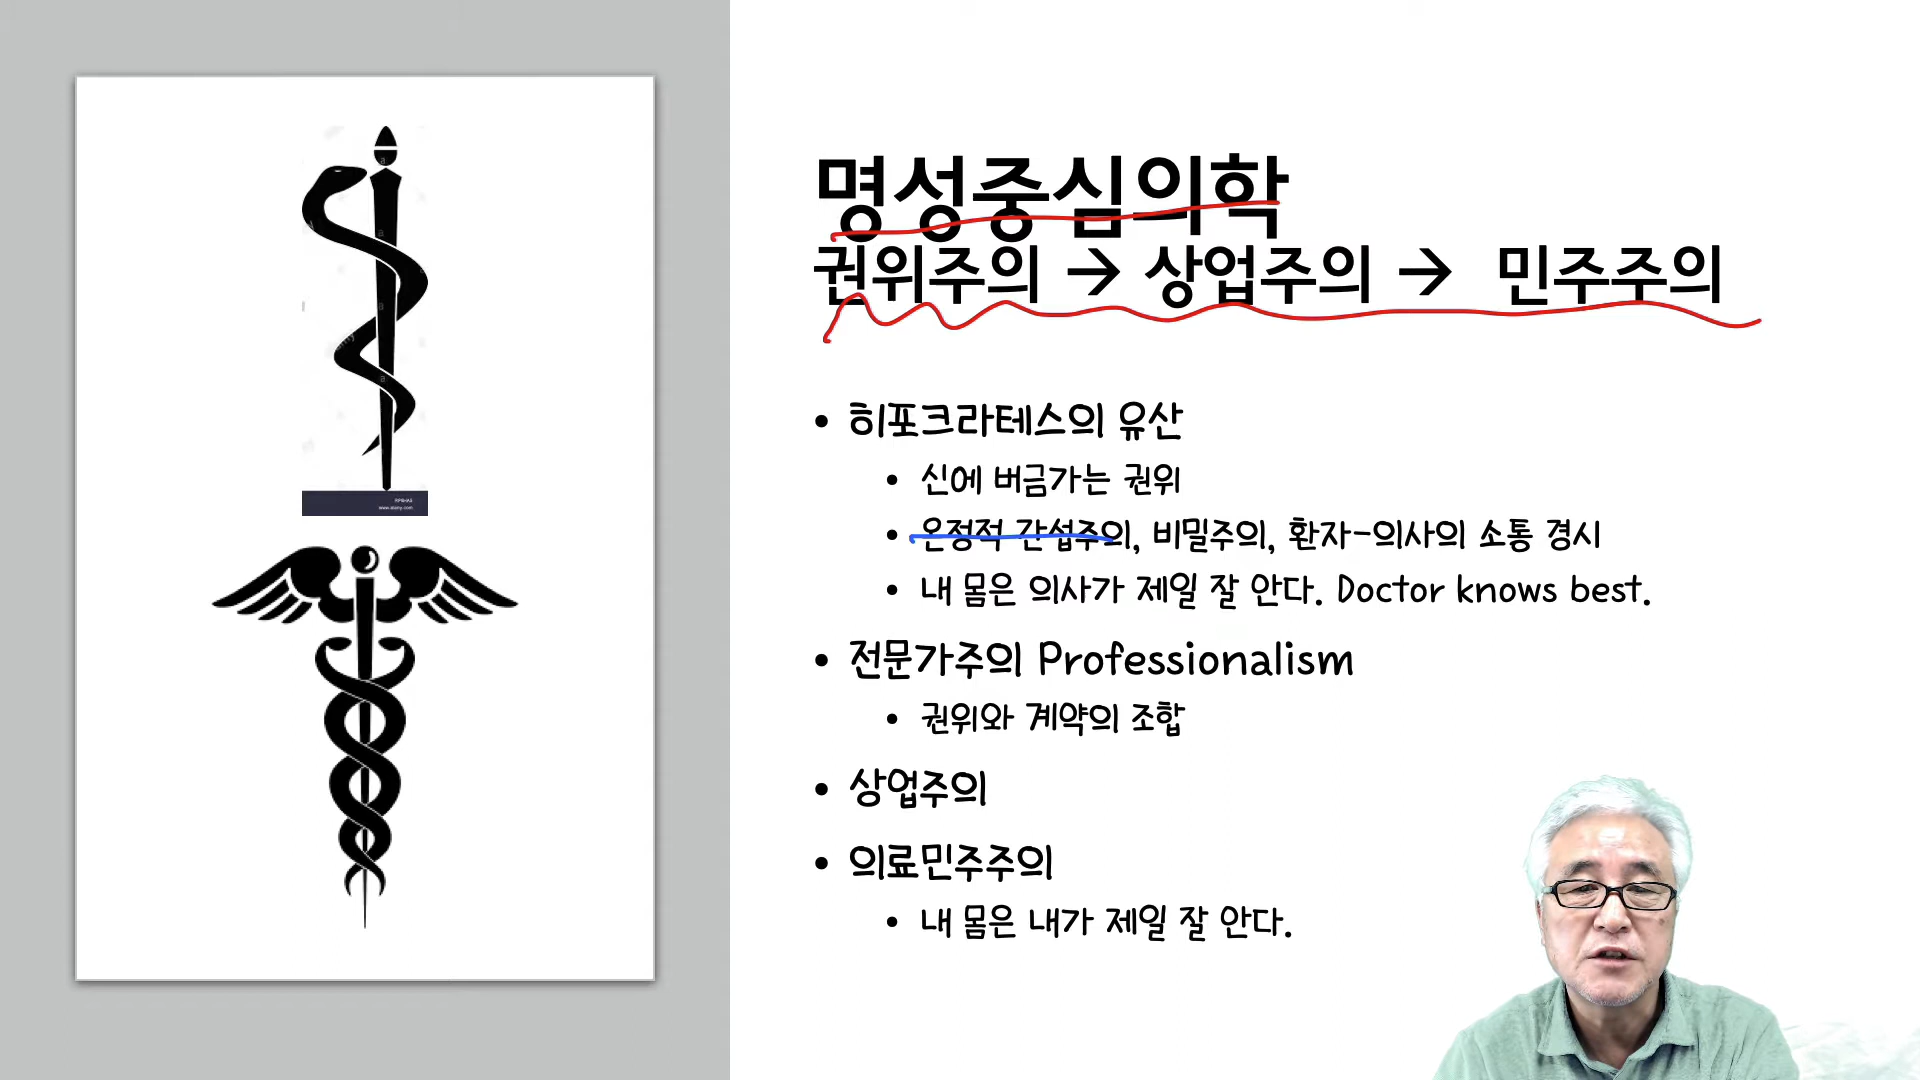 명성중심의학
권위주의 → 상업주의 → 민주주의
• 히포크라테스의 유산
• 신에 버금가는 권위
• 온정적 간섭주의, 비밀주의, 환자-의사의 소통 경시
• 내 몸은 의사가 제일 잘 안다. Doctor knows best.
• 전문가주의 Professionalism
• 권위와 계약의 조합
• 상업주의
• 의료민주주의
• 내 몸은 내가 제일 잘 안다.